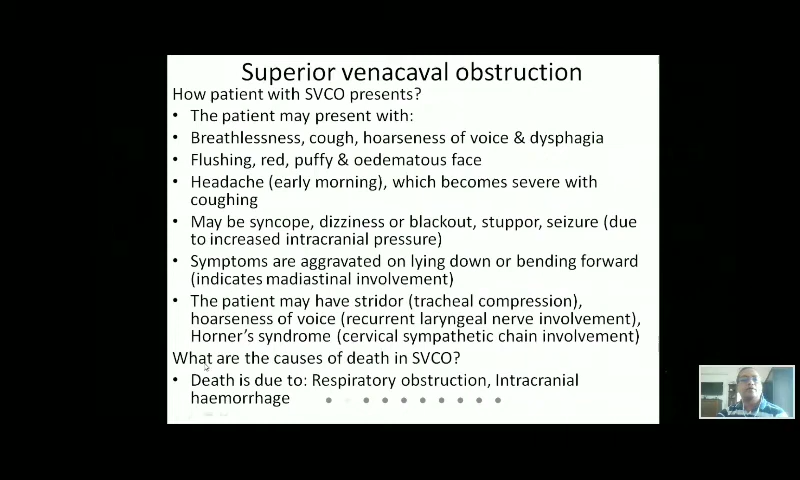 Superior venacaval obstruction
How patient with SVCO presents?
• The patient may present with:
• Breathlessness, cough, hoarseness of voice & dysphagia
• Flushing, red, puffy & oedematous face
• Headache (early morning), which becomes severe with
coughing
• May be syncope, dizziness or blackout, stuppor, seizure (due
to increased intracranial pressure)
• Symptoms are aggravated on lying down or bending forward
(indicates madiastinal involvement)
• The patient may have stridor (tracheal compression),
hoarseness of voice (recurrent laryngeal nerve involvement),
Horner's syndrome (cervical sympathetic chain involvement)
What are the causes of death in SVCO?
• Death is due to: Respiratory obstruction, Intracranial
haemorrhage